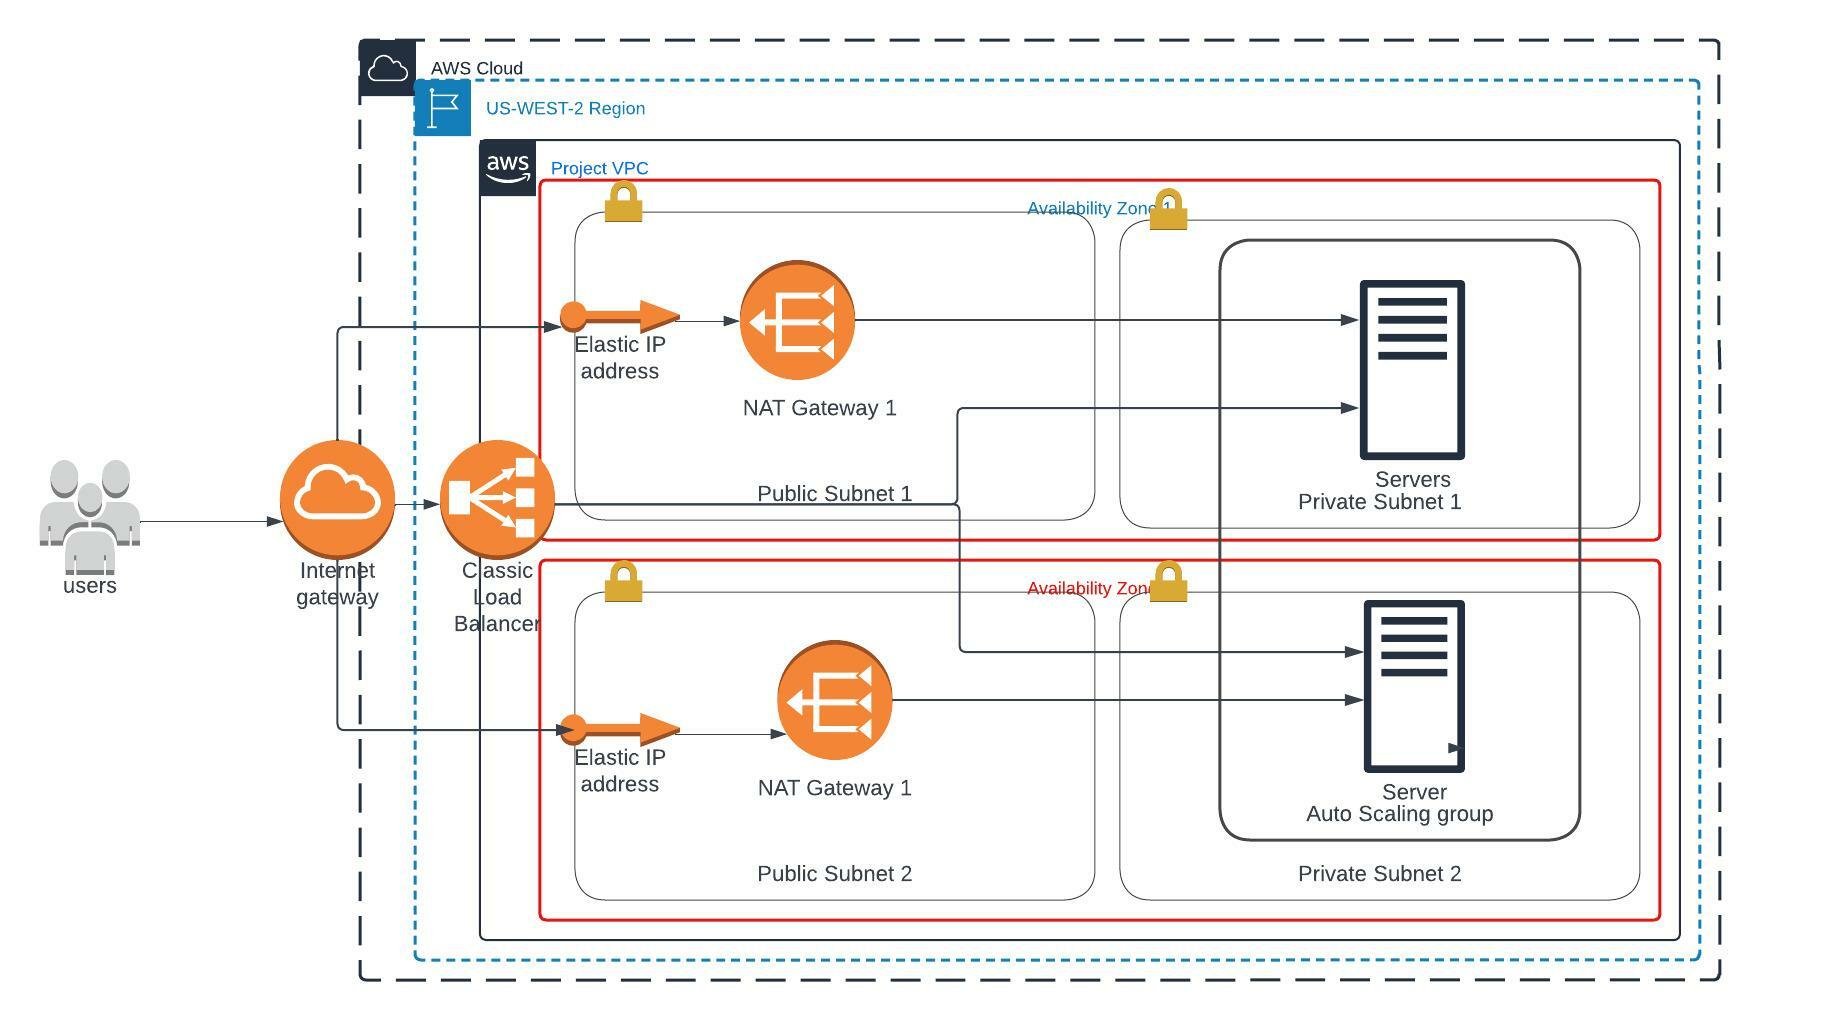 AWS Cloud
US-WEST-2 Region
aws
Project VPC
Availability Zone 1
Elastic IP
address
NAT Gateway 1
Public Subnet 1
Servers
Private Subnet 1
users
Internet
gateway
Classic
Load
Balancer
Availability Zone
Elastic IP
address
NAT Gateway 1
Public Subnet 2
Server
Auto Scaling group
Private Subnet 2